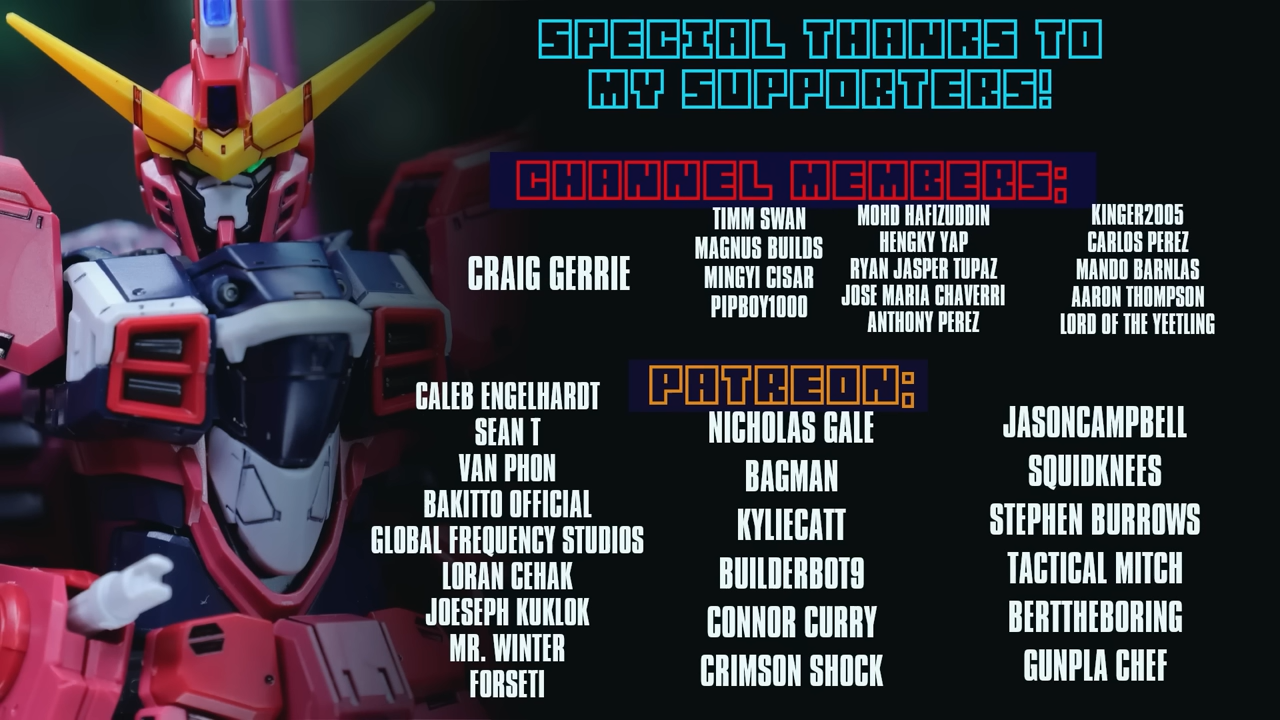 SPECIAL THANKS TO
MY SUPPORTERS!
CHANNEL MEMBERS:
CRAIG GERRIE
TIMM SWAN
MAGNUS BUILDS
MINGYI CISAR
PIPBOY1000
MOHD HAFIZUDDIN
HENGKY YAP
RYAN JASPER TUPAZ
JOSE MARIA CHAVERRI
ANTHONY PEREZ
KINGER2005
CARLOS PEREZ
MANDO BARNLAS
AARON THOMPSON
LORD OF THE YEETLING
PATREON:
CALEB ENGELHARDT
SEAN T
VAN PHON
BAKITTO OFFICIAL
GLOBAL FREQUENCY STUDIOS
LORAN CEHAK
JOESEPH KUKLOK
MR. WINTER
FORSETI
NICHOLAS GALE
BAGMAN
KYLIECATT
BUILDERBOT9
CONNOR CURRY
CRIMSON SHOCK
JASONCAMPBELL
SQUIDKNEES
STEPHEN BURROWS
TACTICAL MITCH
BERTTHEBORING
GUNPLA CHEF